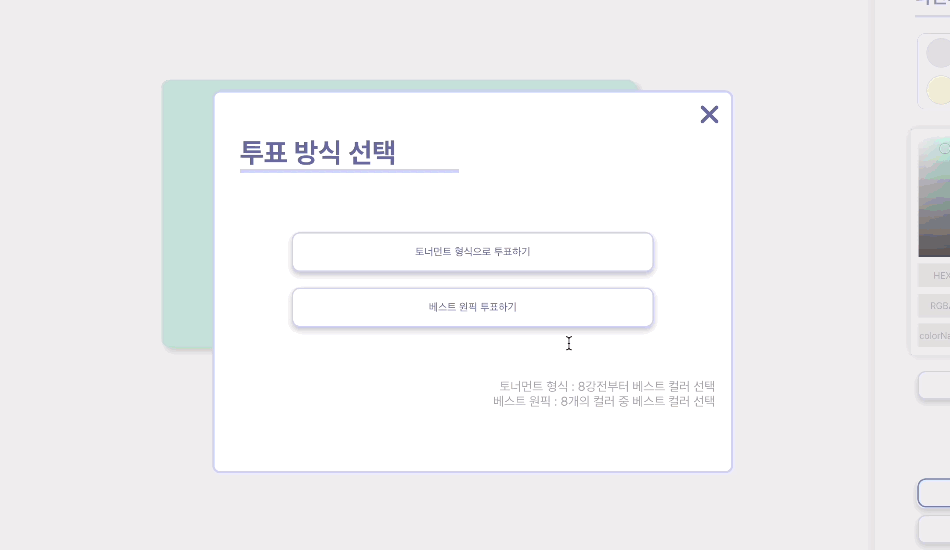 투표 방식 선택
토너먼트 형식으로 투표하기
베스트 원픽 투표하기
토너먼트 형식 : 8강전부터 베스트 컬러 선택
베스트 원픽 : 8개의 컬러 중 베스트 컬러 선택
HEX
RGB
colorNa